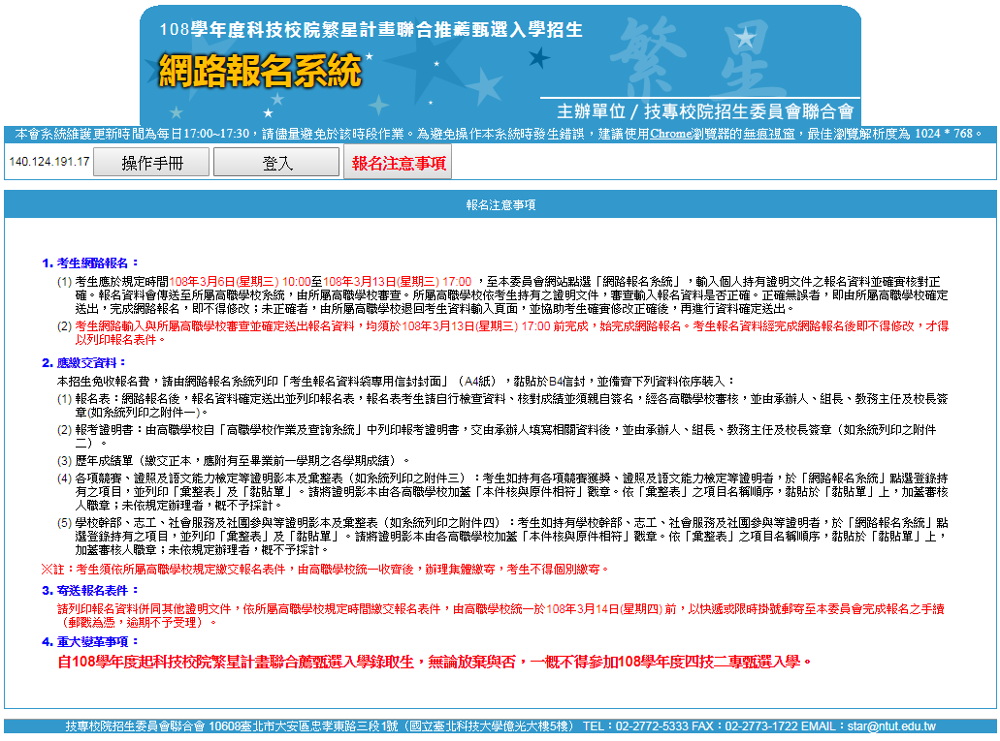 108學年度科技校院繁星計畫聯合推薦甄選入學招生
繁星
網路報名系統
主辦單位 / 技專校院招生委員會聯合會
本會系統維護更新時間為每日17:00~17:30，請儘量避免於該時段作業。為避免操作本系統時發生錯誤，建議使用Chrome瀏覽器的無痕視窗，最佳瀏覽解析度為 1024 * 768。
140.124.191.17 操作手冊 登入 報名注意事項
報名注意事項
1. 考生網路報名：
(1) 考生應於規定時間108年3月6日(星期三) 10:00至108年3月13日(星期三) 17:00 ，至本委員會網站點選「網路報名系統」，輸入個人持有證明文件之報名資料並確實核對正
確。報名資料會傳送至所屬高職學校系統，由所屬高職學校審查。所屬高職學校依考生持有之證明文件，審查輸入報名資料是否正確。正確無誤者，即由所屬高職學校確定
送出，完成網路報名，即不得修改；未正確者，由所屬高職學校退回考生資料輸入頁面，並協助考生確實修改正確後，再進行資料確定送出。
(2) 考生網路輸入與所屬高職學校審查並確定送出報名資料，均須於108年3月13日(星期三) 17:00 前完成，始完成網路報名。考生報名資料經完成網路報名後即不得修改，才得
以列印報名表件。
2. 應繳交資料：
本招生免收報名費，請由網路報名系統列印「考生報名資料袋專用信封封面」（A4紙），黏貼於B4信封，並備齊下列資料依序裝入：
(1) 報名表：網路報名後，報名資料確定送出並列印報名表，報名表考生請自行檢查資料、核對成績並須親自簽名，經各高職學校審核，並由承辦人、組長、教務主任及校長簽
章(如系統列印之附件一)。
(2) 報考證明書：由高職學校自「高職學校作業及查詢系統」中列印報考證明書，交由承辦人填寫相關資料後，並由承辦人、組長、教務主任及校長簽章（如系統列印之附件
二）。
(3) 歷年成績單（繳交正本，應附有至畢業前一學期之各學期成績）。
(4) 各項競賽、證照及語文能力檢定等證明影本及彙整表（如系統列印之附件三）：考生如持有各項競賽獲獎、證照及語文能力檢定等證明者，於「網路報名系統」點選登錄持
有之項目，並列印「彙整表」及「黏貼單」。請將證明影本由各高職學校加蓋「本件核與原件相符」戳章。依「彙整表」之項目名稱順序，黏貼於「黏貼單」上，加蓋審核
人職章；未依規定辦理者，概不予採計。
(5) 學校幹部、志工、社會服務及社團參與等證明影本及彙整表（如系統列印之附件四）：考生如持有學校幹部、志工、社會服務及社團參與等證明者，於「網路報名系統」點
選登錄持有之項目，並列印「彙整表」及「黏貼單」。請將證明影本由各高職學校加蓋「本件核與原件相符」戳章。依「彙整表」之項目名稱順序，黏貼於「黏貼單」上，
加蓋審核人職章；未依規定辦理者，概不予採計。
※註：考生須依所屬高職學校規定繳交報名表件，由高職學校統一收齊後，辦理集體繳寄，考生不得個別繳寄。
3. 寄送報名表件：
請列印報名資料併同其他證明文件，依所屬高職學校規定時間繳交報名表件，由高職學校統一於108年3月14日(星期四) 前，以快遞或限時掛號郵寄至本委員會完成報名之手續
（郵戳為憑，逾期不予受理）。
4. 重大變革事項：
自108學年度起科技校院繁星計畫聯合薦甄選入學錄取生，無論放棄與否，一概不得參加108學年度四技二專甄選入學。
技專校院招生委員會聯合會 10608臺北市大安區忠孝東路三段1號（國立臺北科技大學億光大樓5樓） TEL：02-2772-5333 FAX：02-2773-1722 EMAIL：star@ntut.edu.tw